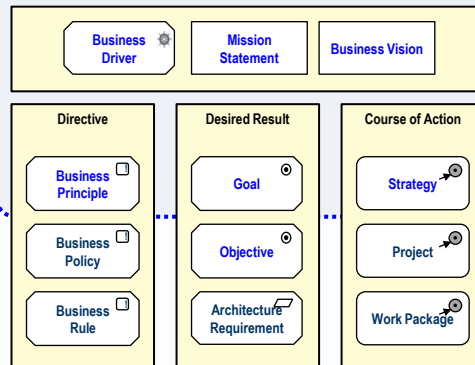 Business
Driver
Mission
Statement
Business Vision
Directive
Business
Principle
Business
Policy
Business
Rule
Desired Result
Goal
Objective
Architecture
Requirement
Course of Action
Strategy
Project
Work Package